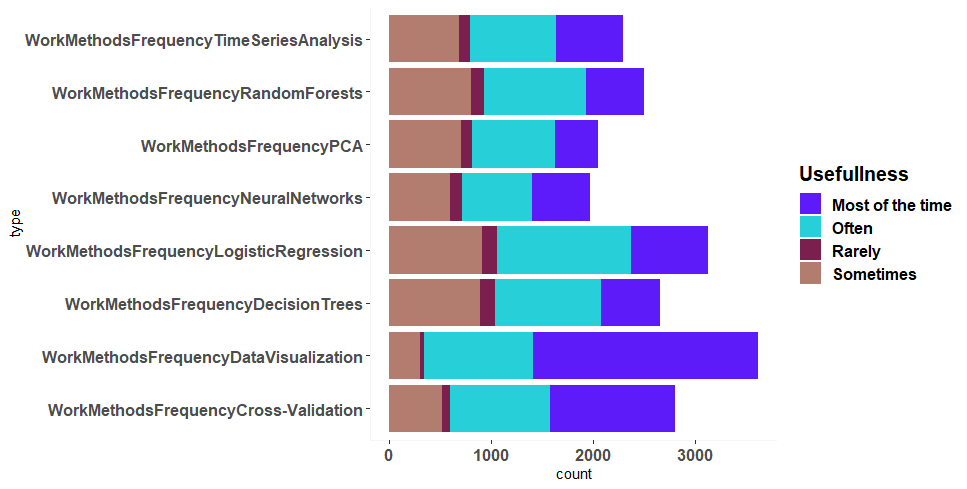 WorkMethodsFrequencyTimeSeriesAnalysis
WorkMethodsFrequencyRandomForests
WorkMethodsFrequencyPCA
WorkMethodsFrequencyNeuralNetworks
WorkMethodsFrequencyLogisticRegression
WorkMethodsFrequencyDecisionTrees
WorkMethodsFrequencyDataVisualization
WorkMethodsFrequencyCross-Validation
type
0 1000 2000 3000
count
Usefullness
Most of the time
Often
Rarely
Sometimes